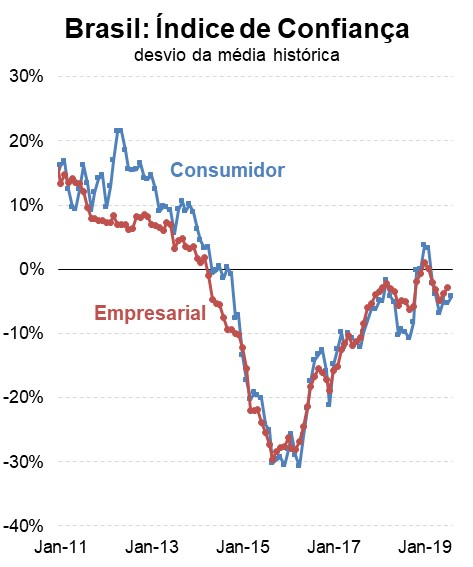 Brasil: Índice de Confiança
desvio da média histórica
30%
20%
Consumidor
10%
0%
Empresarial
-10%
-20%
-30%
-40%
Jan-11 Jan-13 Jan-15 Jan-17 Jan-19